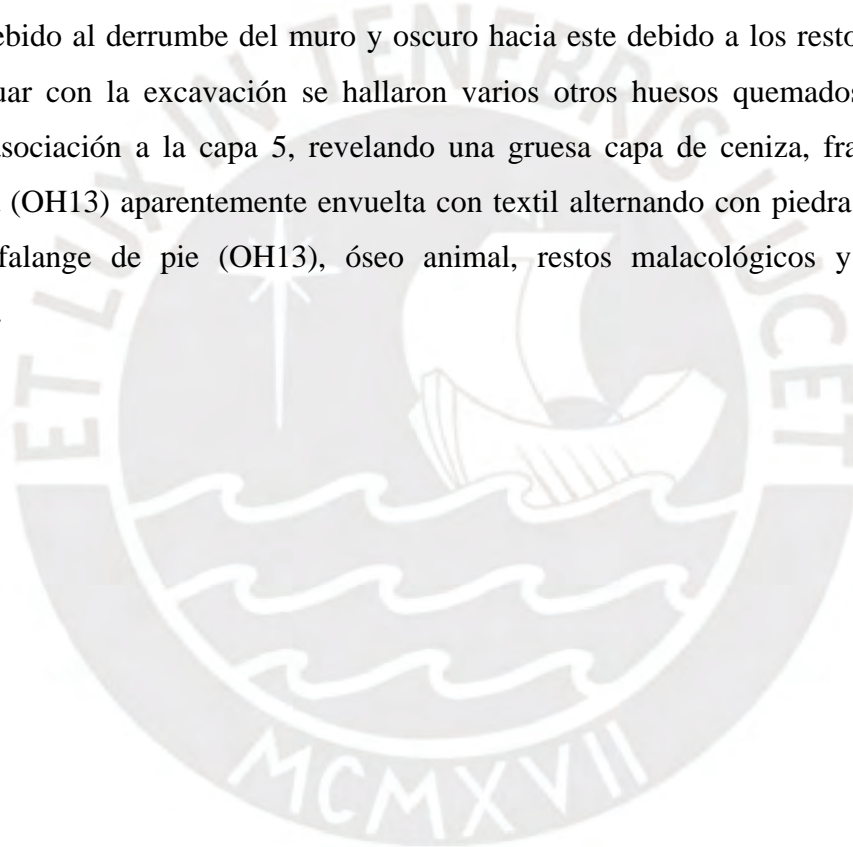 ebido al derrumbe del muro y oscuro hacia este debido a los resto
uar con la excavación se hallaron varios otros huesos quemados
sociación a la capa 5, revelando una gruesa capa de ceniza, fra
(OH13) aparentemente envuelta con textil alternando con piedra
falange de pie (OH13), óseo animal, restos malacológicos y
ET LUX IN TENEBRIS LUCET
MCMXVII